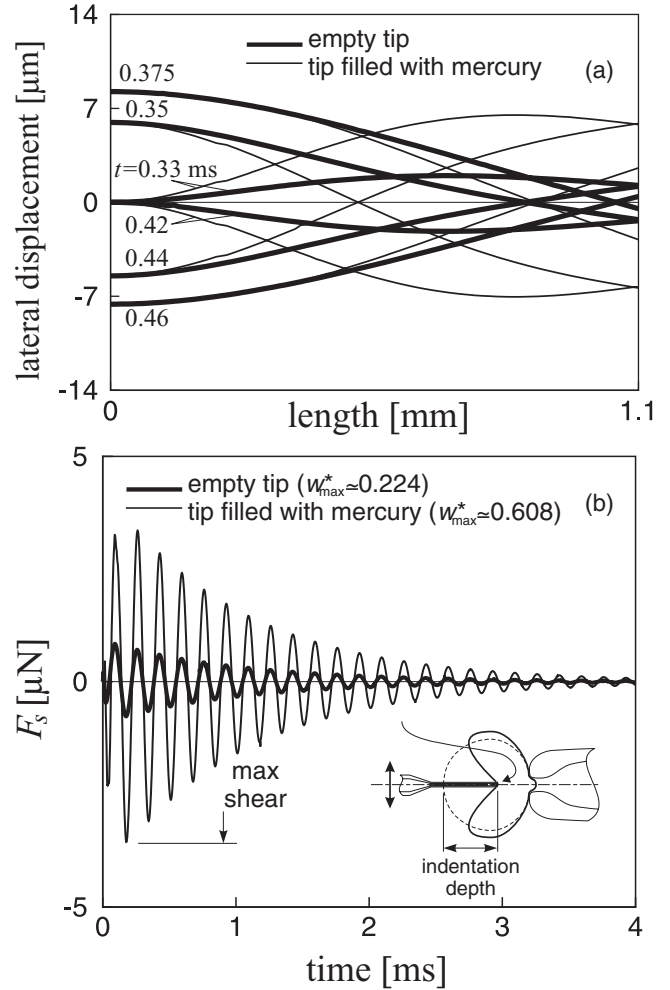 14
empty tip
tip filled with mercury
(a)
0.375
7
0.35
t=0.33 ms
0
0.42
0.44
-7
0.46
-14
lateral displacement [μm]
0
length [mm]
1.1
5
empty tip (w*max≃0.224)
tip filled with mercury (w*max≃0.608)
(b)
0
Fs [μN]
max
shear
indentation
depth
-5
0
1
2
3
4
time [ms]